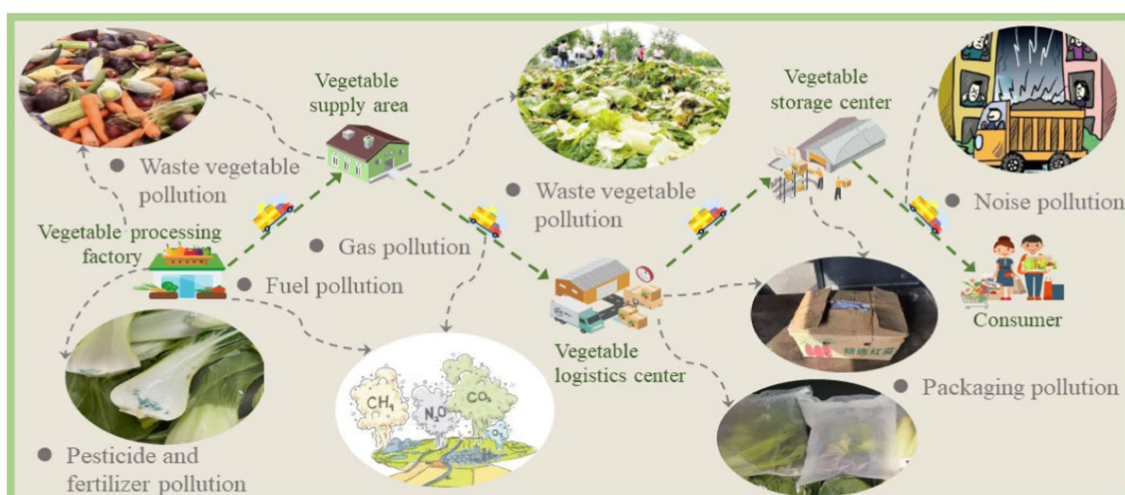 Vegetable
supply area
Vegetable
storage center
Waste vegetable
pollution
Waste vegetable
pollution
Noise pollution
Vegetable processing
factory
Gas pollution
Fuel pollution
Consumer
Vegetable
logistics center
Packaging pollution
CH₄
N₂O
CO₂
O₃
Pesticide and
fertilizer pollution